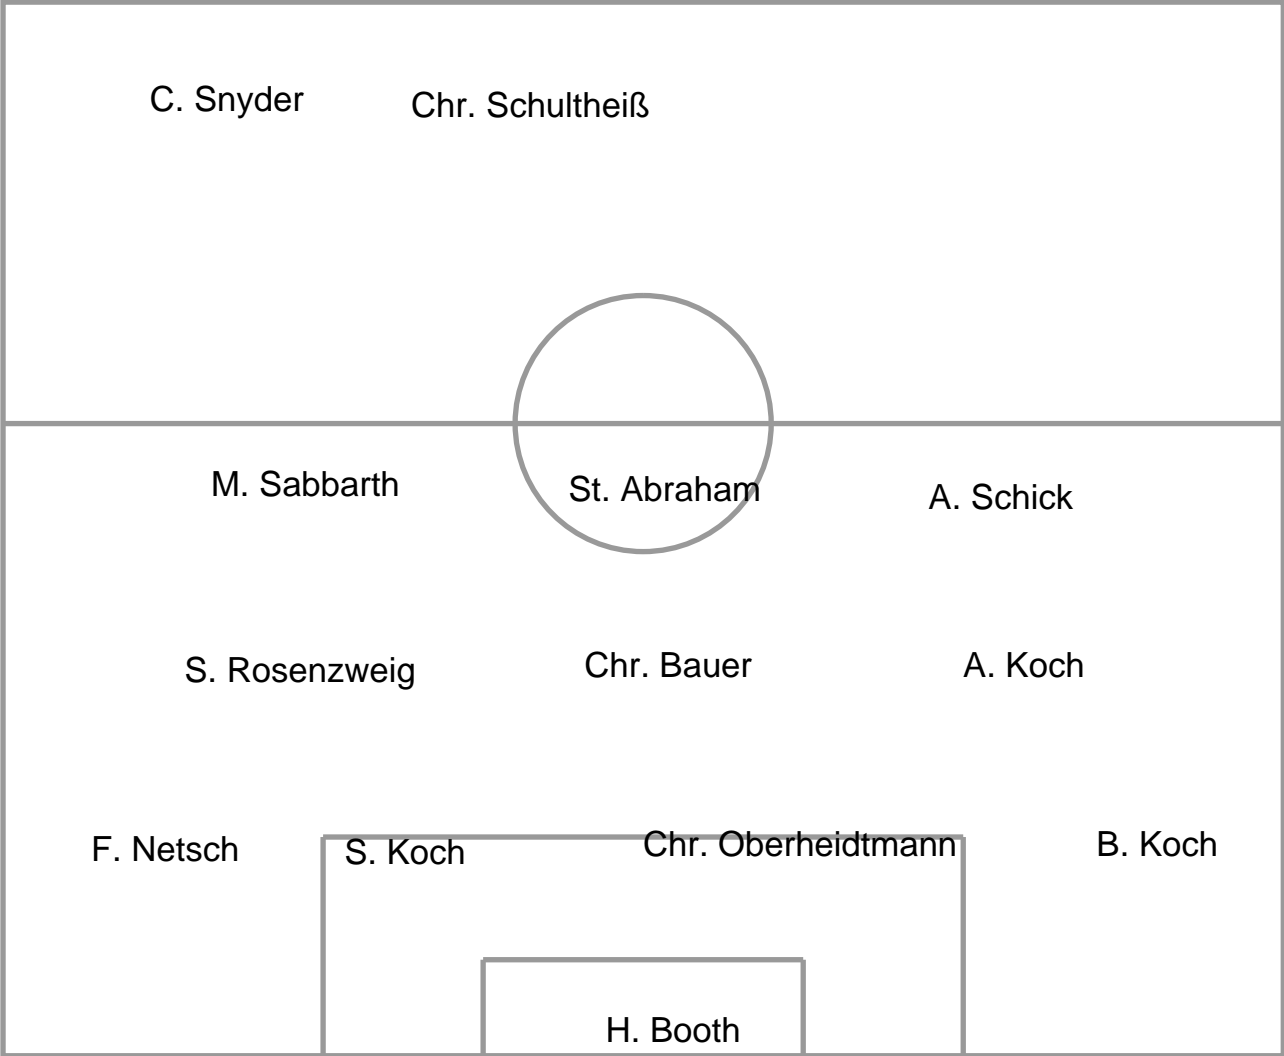 C. Snyder
Chr. Schultheiß
M. Sabbarth
St. Abraham
A. Schick
S. Rosenzweig
Chr. Bauer
A. Koch
F. Netsch
S. Koch
Chr. Oberheidtmann
B. Koch
H. Booth